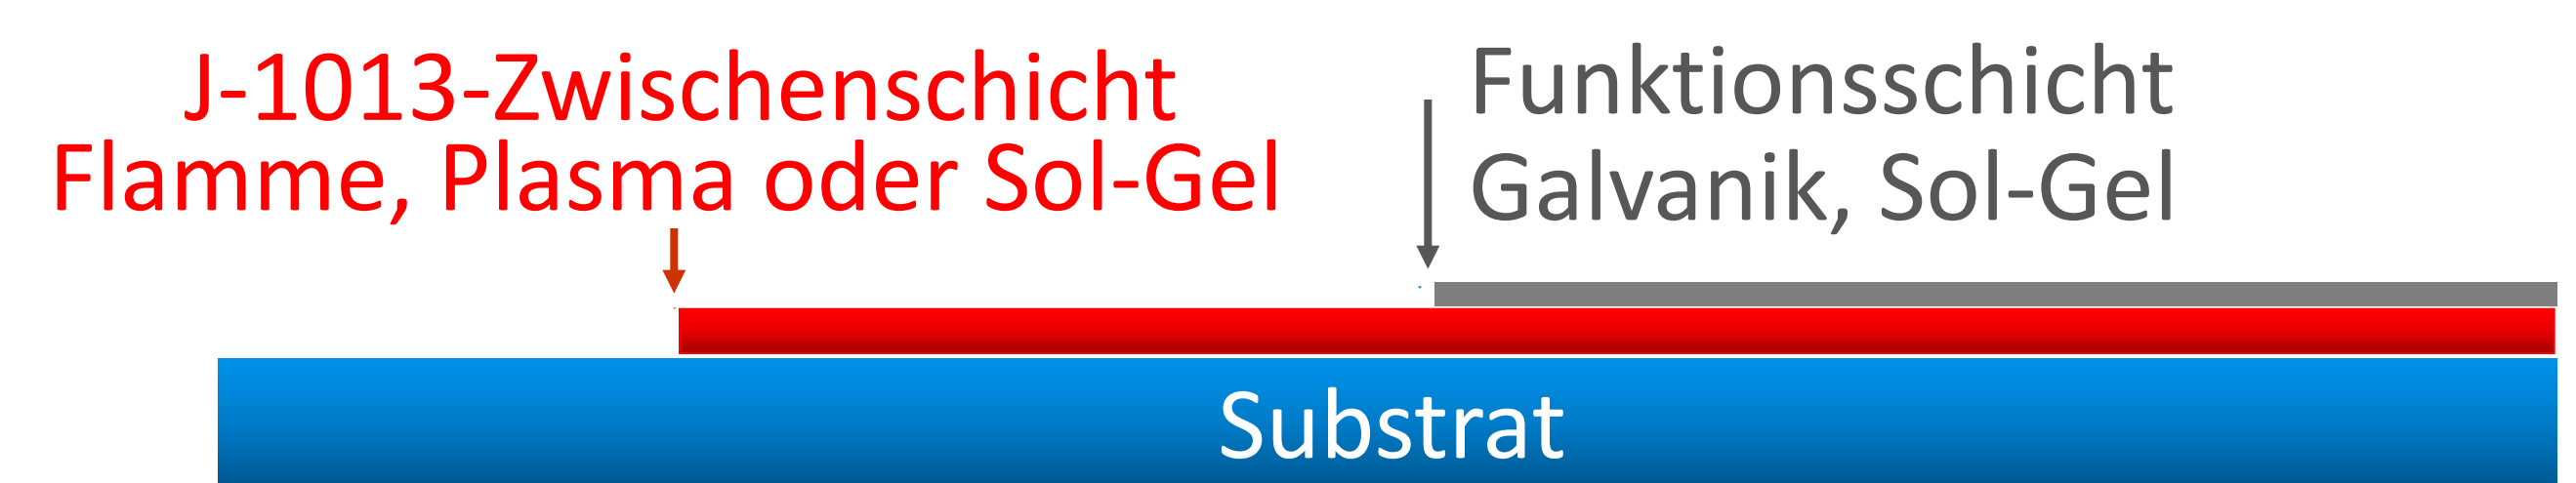 J-1013-Zwischenschicht
Flamme, Plasma oder Sol-Gel
Funktionsschicht
Galvanik, Sol-Gel
Substrat